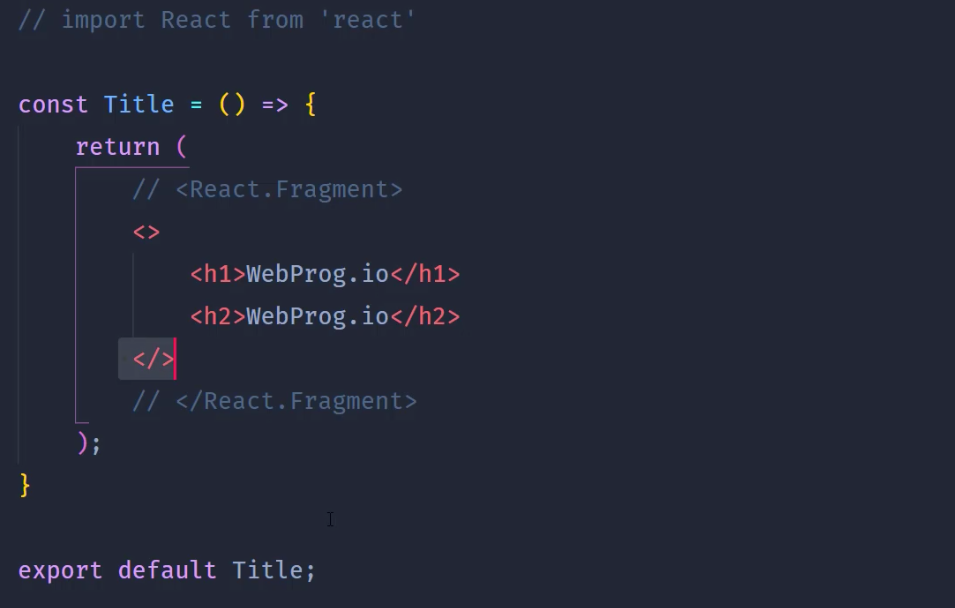 // import React from 'react'
const Title = () => {
return (
// <React.Fragment>
<>
<h1>WebProg.io</h1>
<h2>WebProg.io</h2>
</>
// </React.Fragment>
);
}
export default Title;